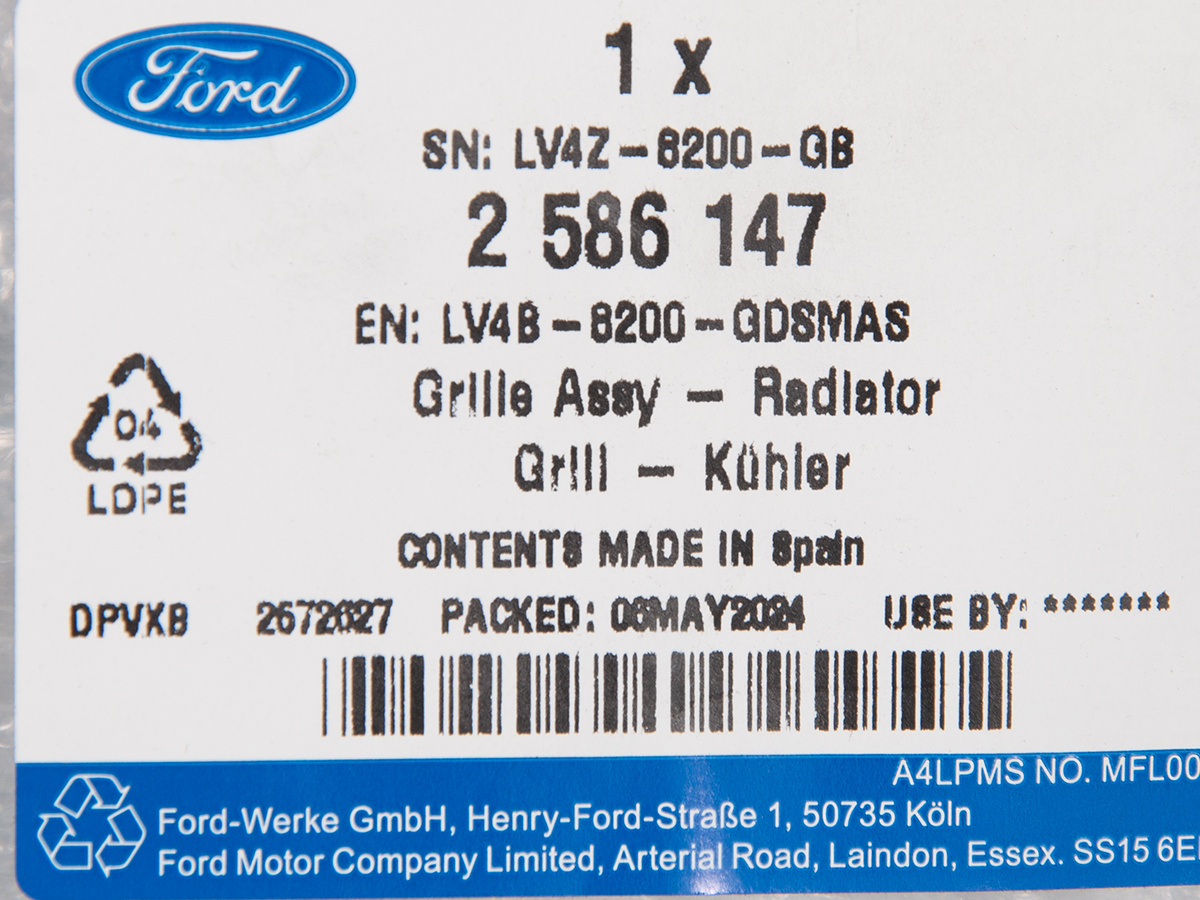 Ford
1 x
SN: LV4Z-8200-GB
2 586 147
EN: LV4B-8200-GDSMAS
Grille Assy - Radiator
Grill - Kühler
04
LDPE
CONTENTS MADE IN Spain
DPVXB 2672627 PACKED: 06MAY2024 USE BY: *******
A4LPMS NO. MFL00
Ford-Werke GmbH, Henry-Ford-Straße 1, 50735 Köln
Ford Motor Company Limited, Arterial Road, Laindon, Essex. SS15 6E